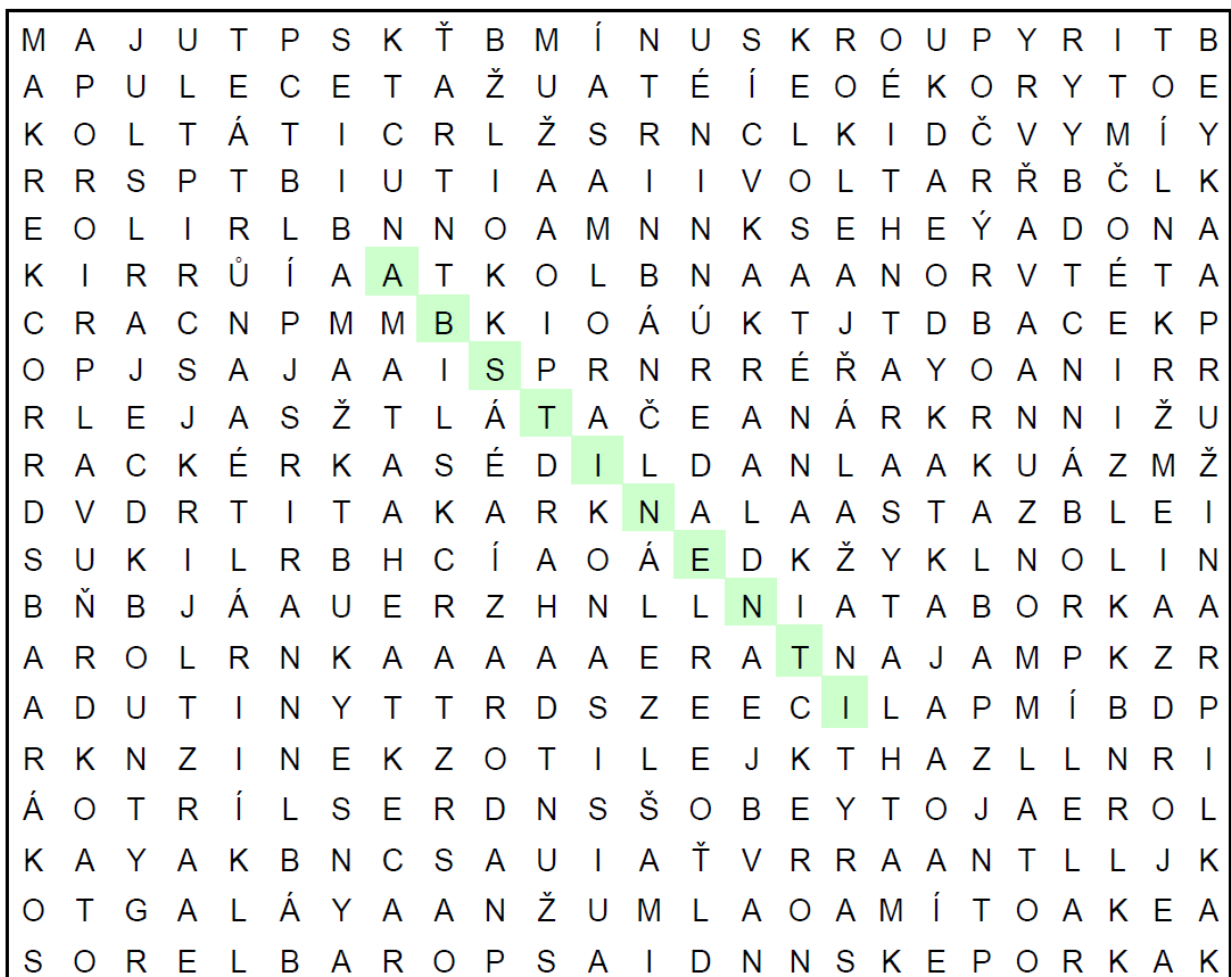 M A J U T P S K Ť B M Í N U S K R O U P Y R I T B
A P U L E C E T A Ž U A T É Í E O É K O R Y T O E
K O L T Á T I C R L Ž S R N C L K I D Č V Y M Í Y
R R S P T B I U T I A A I I V O L T A R Ř B Č L K
E O L I R L B N N O A M N N K S E H E Ý A D O N A
K I R R Ů Í A A T K O L B N A A A N O R V T É T A
C R A C N P M M B K I O Á Ú K T J T D B A C E K P
O P J S A J A A I S P R N R R É Ř A Y O A N I R R
R L E J A S Ž T L Á T A Č E A N Á R K R N N I Ž U
R A C K É R K A S É D I L D A N L A A K U Á Z M Ž
D V D R T I T A K A R K N A L A A S T A Z B L E I
S U K I L R B H C Í A O Á E D K Ž Y K L N O L I N
B Ň B J Á A U E R Z H N L L N I A T A B O R K A A
A R O L R N K A A A A A E R A T N A J A M P K Z R
A D U T I N Y T T R D S Z E E C I L A P M Í B D P
R K N Z I N E K Z O T I L E J K T H A Z L L N R I
Á O T R Í L S E R D N S Š O B E Y T O J A E R O L
K A Y A K B N C S A U I A Ť V R R A A N T L L J K
O T G A L Á Y A A N Ž U M L A O A M Í T O A K E A
S O R E L B A R O P S A I D N N S K E P O R K A K